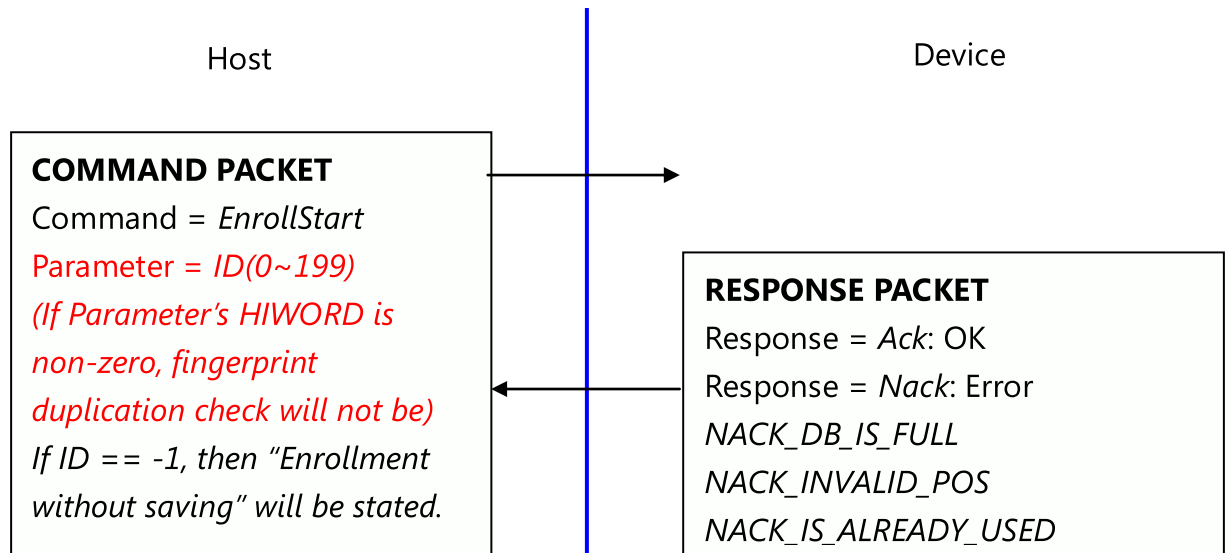 Host
Device
COMMAND PACKET
Command = EnrollStart
Parameter = ID(0~199)
(If Parameter’s HIWORD is
non-zero, fingerprint
duplication check will not be)
If ID == -1, then “Enrollment
without saving” will be stated.
RESPONSE PACKET
Response = Ack: OK
Response = Nack: Error
NACK_DB_IS_FULL
NACK_INVALID_POS
NACK_IS_ALREADY_USED